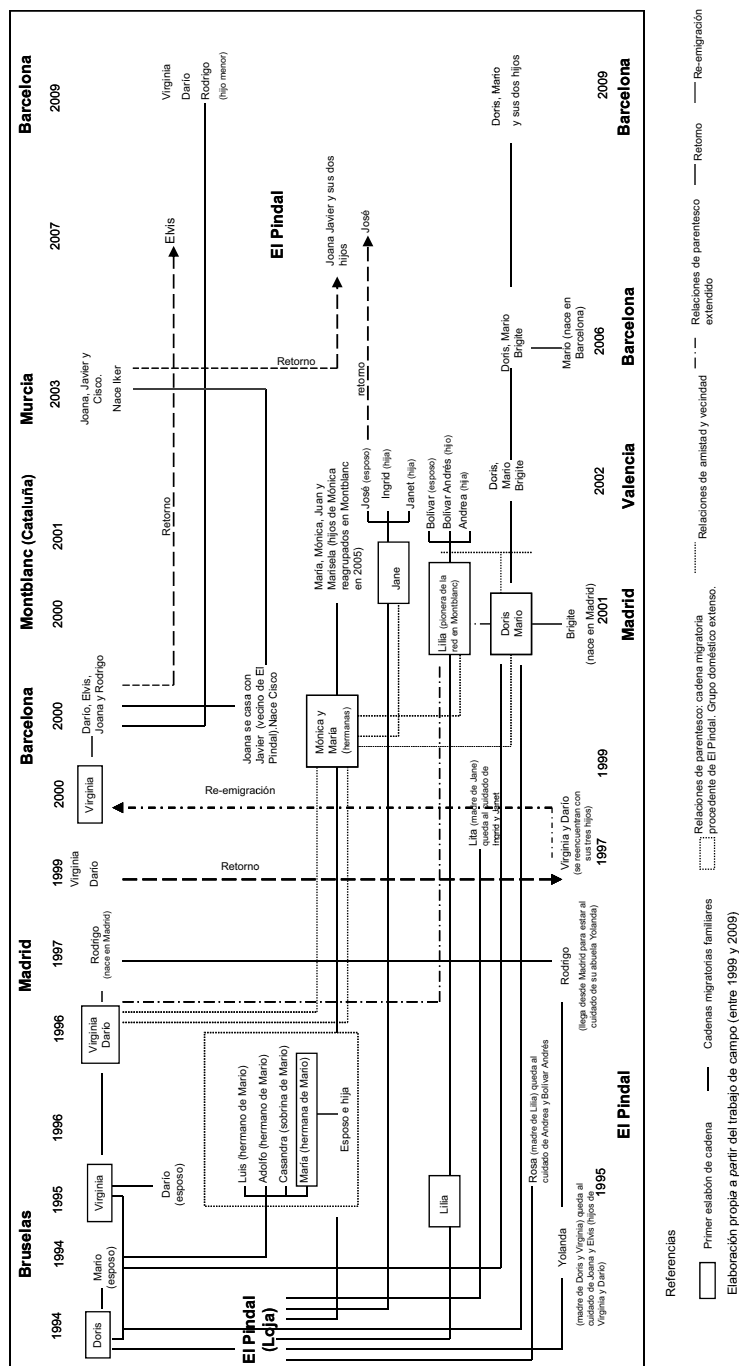 Bruselas
Madrid
Barcelona
Montblanc (Cataluña)
Murcia
Barcelona
1994
1994
1995
1996
1996
1997
1999
2000
2000
2000
2001
2003
2007
2009
Doris
Mario
(esposo)
Virginia
Darío
(esposo)
Virginia
Darío
Rodrigo
(nace en Madrid)
Virginia
Darío
Virginia
Darío, Elvis,
Joana y Rodrigo
Joana, Javier y
Cisco.
Nace Iker
Virginia
Darío
Rodrigo
(hijo menor)
Retorno
Elvis
Retorno
Re-emigración
Retorno
Joana se casa con
Javier (vecino de El
Pindal).Nace Cisco
El Pindal
Joana Javier y sus dos
hijos
Luis (hermano de Mario)
Adolfo (hermano de Mario)
Casandra (sobrina de Mario)
María (hermana de Mario)
Esposo e hija
Mónica y
María
(hermanas)
María, Mónica, Juan y
Marisela (hijos de Mónica
reagrupados en Montblanc
en 2005)
El Pindal
(Loja)
Jane
José (esposo)
Ingrid (hija)
Janet (hija)
retorno
José
Lilia
Lilia (pionera de la
red en Montblanc)
Bolívar (esposo)
Bolívar Andrés (hijo)
Andrea (hija)
Lita (madre de Jane)
queda al cuidado de
Ingrid y Janet
Doris
Mario
Brigite
(nace en Madrid)
Doris,
Mario
Brigite
Doris, Mario
Brigite
Mario (nace en
Barcelona)
Doris, Mario
y sus dos hijos
Rosa (madre de Lilia) queda al
cuidado de Andrea y Bolívar Andrés
Yolanda
(madre de Doris y Virginia) queda al
cuidado de Joana y Elvis (hijos de
Virginia y Darío)
Rodrigo
(llega desde Madrid para estar al
cuidado de su abuela Yolanda)
Virginia y Darío
(se reencuentran con
sus tres hijos)
1995
1997
1999
2001
2002
2006
2009
El Pindal
Madrid
Valencia
Barcelona
Barcelona
Referencias
Primer eslabón de cadena
Cadenas migratorias familiares
Relaciones de parentesco: cadena migratoria
procedente de El Pindal. Grupo doméstico extenso.
Relaciones de amistad y vecindad
Relaciones de parentesco
extendido
Retorno
Re-emigración
Elaboración propia a partir del trabajo de campo (entre 1999 y 2009)